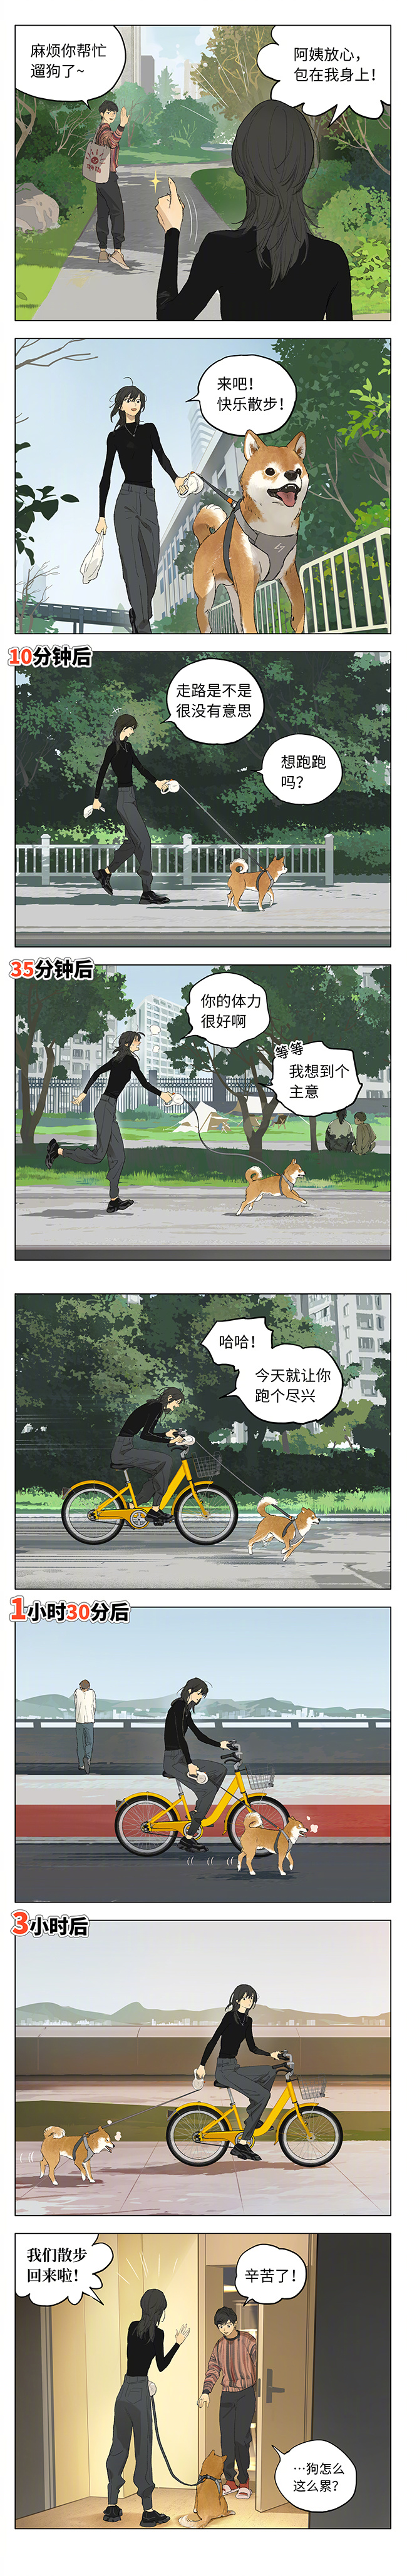 麻烦你帮忙
遛狗了~
阿姨放心，
包在我身上！
来吧！
快乐散步！
10分钟后
走路是不是
很没有意思
想跑跑
吗？
35分钟后
你的体力
很好啊
等等
我想到个
主意
哈哈！
今天就让你
跑个尽兴
1小时30分后
3小时后
我们散步
回来啦！
辛苦了！
…狗怎么
这么累？